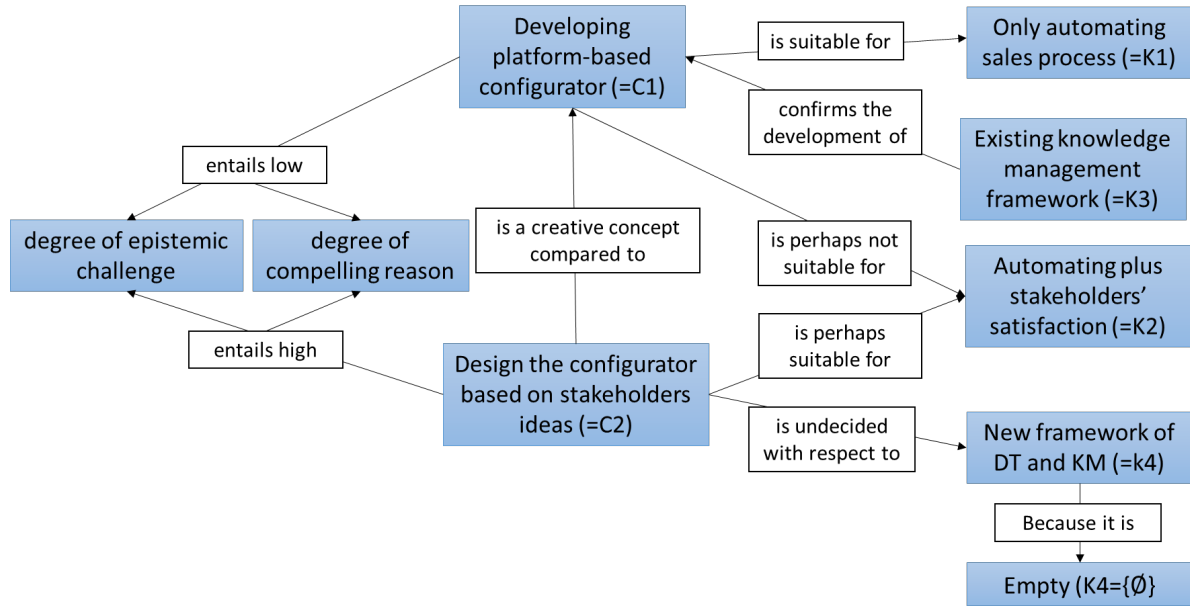 Developing
platform-based
configurator (=C1)
is suitable for
Only automating
sales process (=K1)
confirms the
development of
Existing knowledge
management
framework (=K3)
entails low
degree of epistemic
challenge
degree of
compelling reason
is a creative concept
compared to
is perhaps not
suitable for
Automating plus
stakeholders’
satisfaction (=K2)
entails high
is perhaps
suitable for
Design the configurator
based on stakeholders
ideas (=C2)
is undecided
with respect to
New framework of
DT and KM (=k4)
Because it is
Empty (K4={Ø}